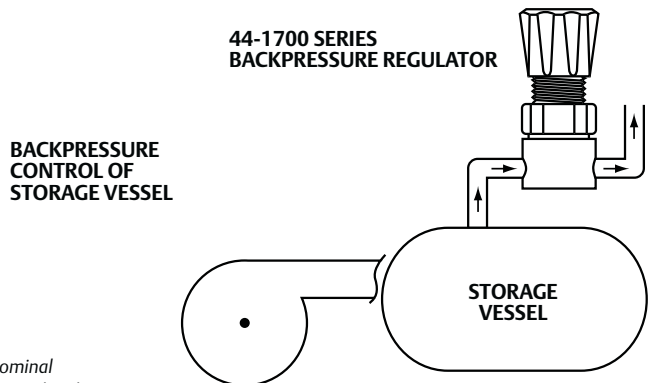 44-1700 SERIES
BACKPRESSURE REGULATOR
BACKPRESSURE
CONTROL OF
STORAGE VESSEL
STORAGE
VESSEL